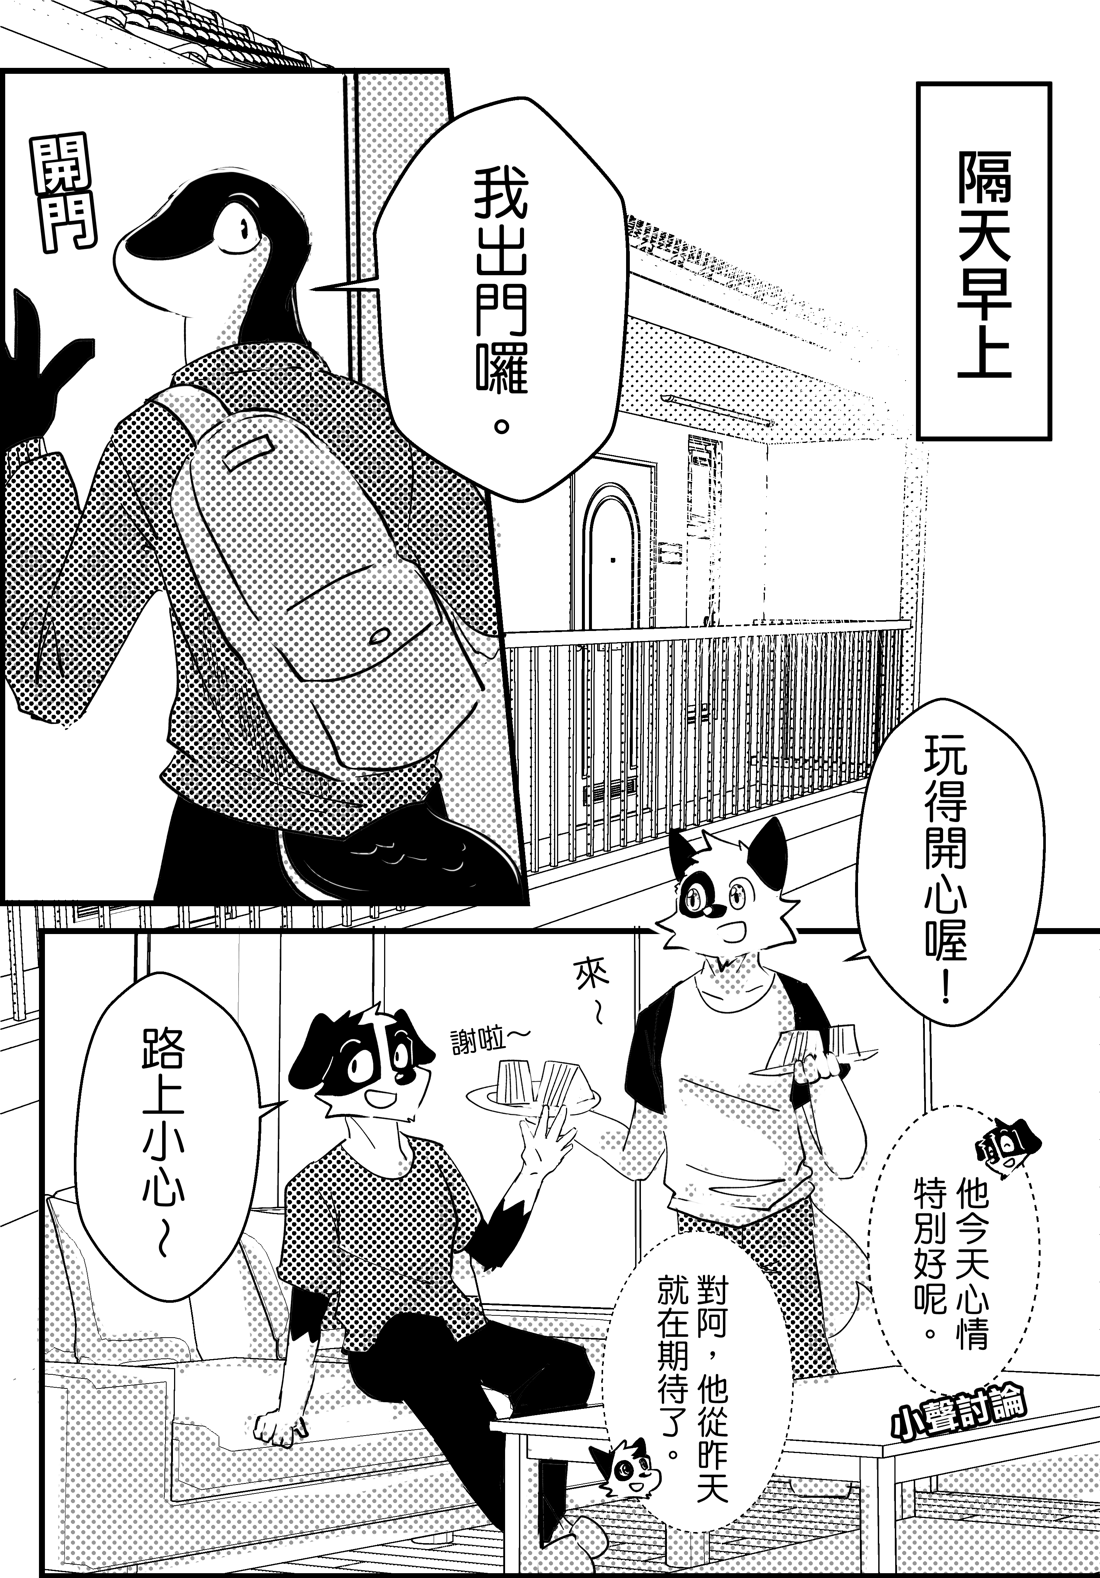 隔天早上
我出門囉。
開門
玩得開心喔！
來～
謝啦～
路上小心～
他今天心情
特別好呢。
小聲討論
對阿，他從昨天
就在期待了。